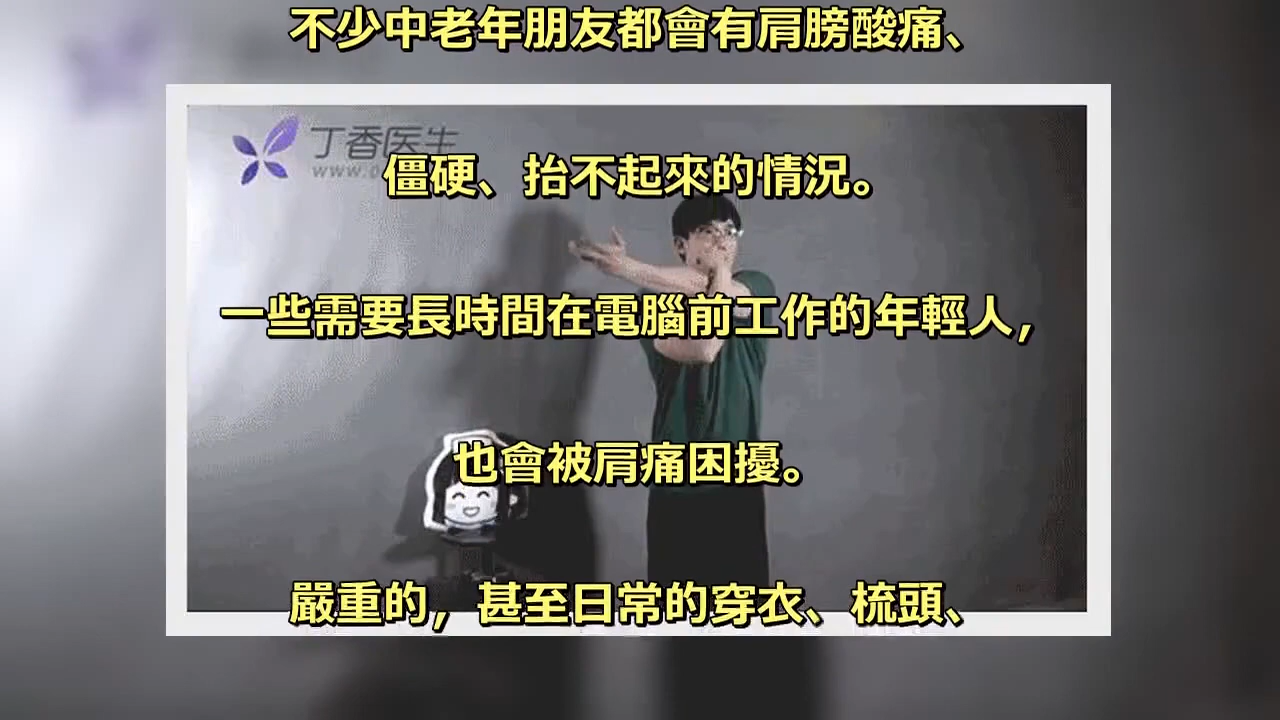 不少中老年朋友都會有肩膀酸痛、
丁香医生
僵硬、抬不起來的情況。
一些需要長時間在電腦前工作的年輕人，
也會被肩痛困擾。
嚴重的，甚至日常的穿衣、梳頭、